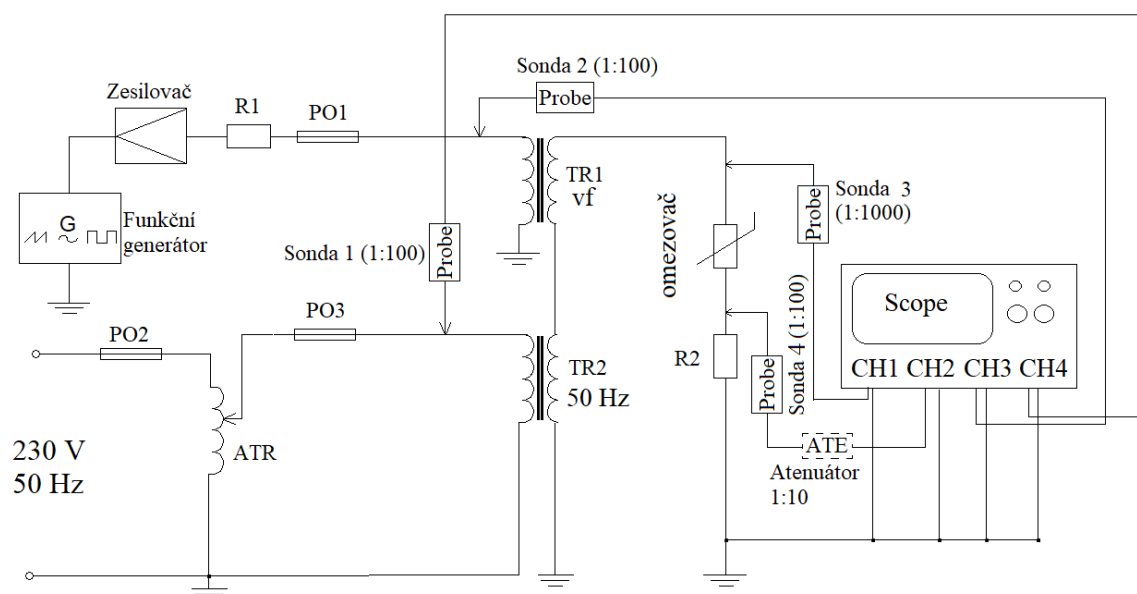 Sonda 2 (1:100)
Probe
Zesilovač
R1
PO1
TR1
vf
G
Funkční
generátor
Sonda 1 (1:100)
Probe
omezovač
Probe
Sonda 3
(1:1000)
Scope
CH1 CH2 CH3 CH4
PO2
PO3
TR2
50 Hz
R2
Probe
Sonda 4 (1:100)
ATR
230 V
50 Hz
ATE
Atenuátor
1:10